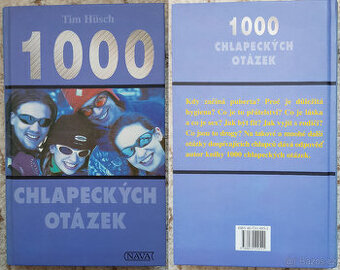 Tim Hüsch
1000
CHLAPECKÝCH
OTÁZEK
NAVA
1000
CHLAPECKÝCH
OTÁZEK
Kdy začíná puberta? Proč je důležitá
hygiena? Co je to přátelství? Co je láska
a co je sex? Jak být fit? Jak vyjít s rodiči?
Co jsou to drogy? Na takové a mnohé další
otázky dospívajících chlapců dává odpověď
autor knihy 1000 chlapeckých otázek.